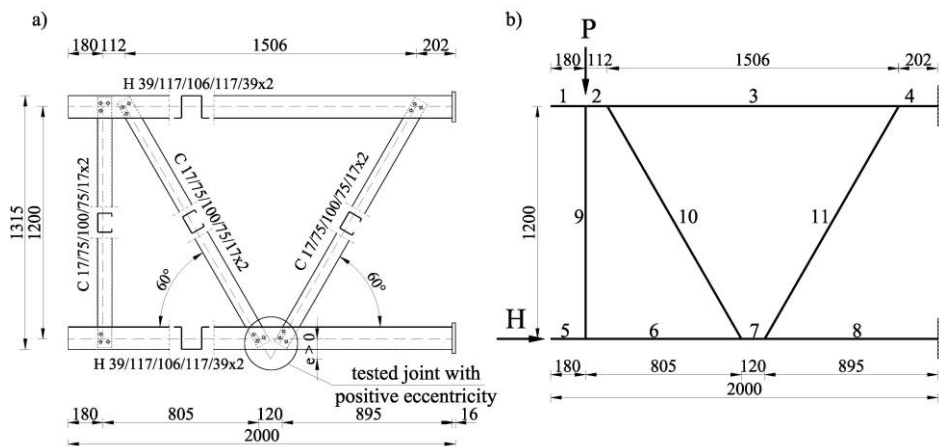 a)
180 112 1506 202
H 39/117/106/117/39x2
1315
1200
C 17/75/100/75/17x2
C 17/75/100/75/17x2
C 17/75/100/75/17x2
60°
60°
e > 0
H 39/117/106/117/39x2
tested joint with
positive eccentricity
180 805 120 895 16
2000
b)
P
180 112 1506 202
1 2 3 4
1200
9 10 11
H
5 6 7 8
180 805 120 895
2000